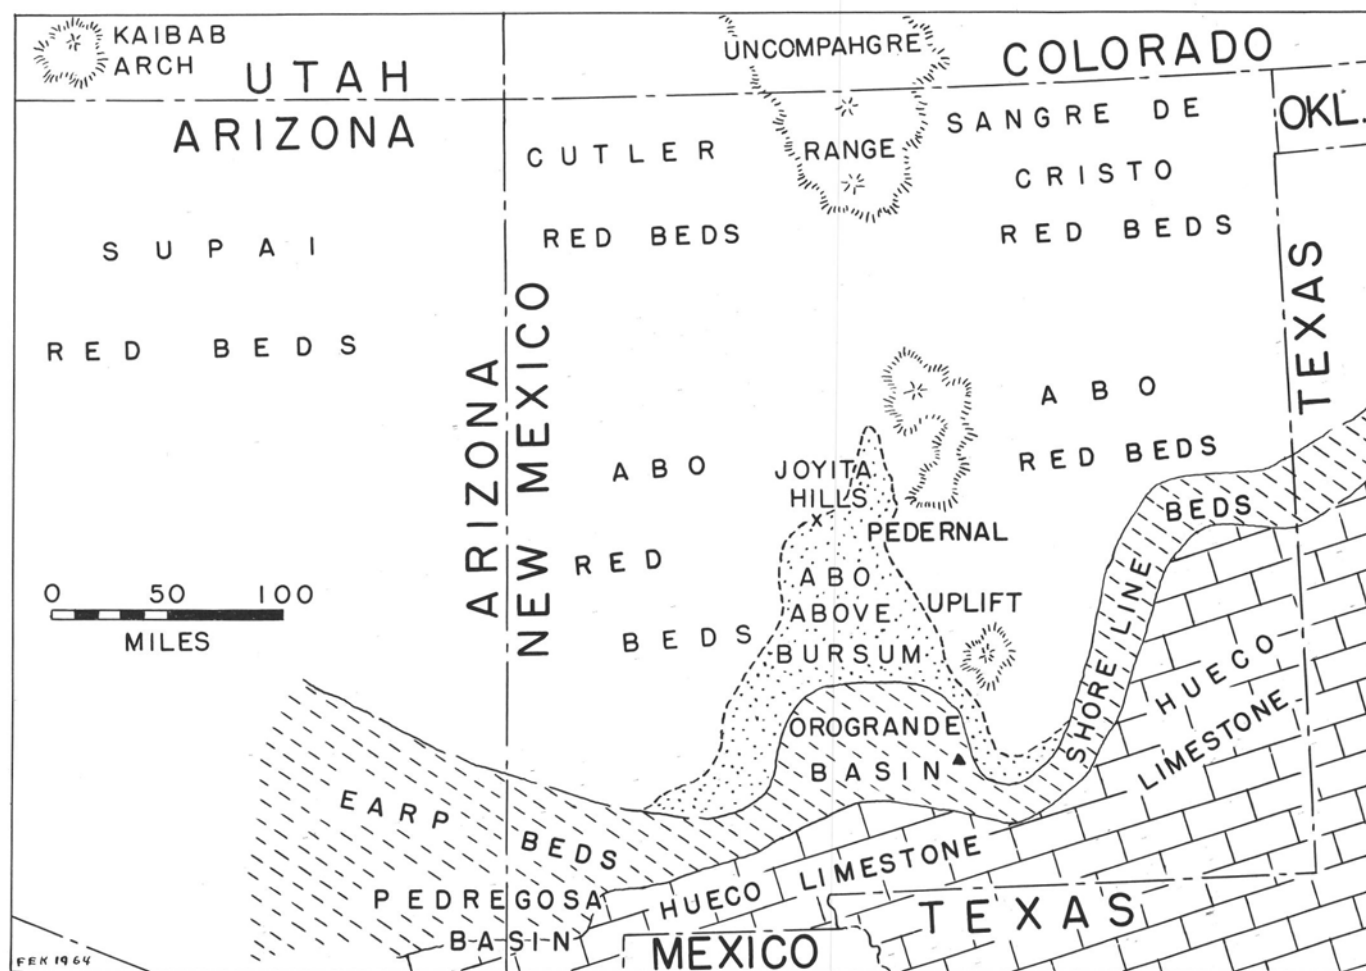 KAIBAB
ARCH
UTAH
ARIZONA
UNCOMPAHGRE
RANGE
COLORADO
OKL.
SANGRE DE
CRISTO
RED BEDS
CUTLER
RED BEDS
SUPAI
RED BEDS
ARIZONA
NEW MEXICO
TEXAS
ABO
RED BEDS
ABO
RED
BEDS
JOYITA
HILLS
x
PEDERNAL
UPLIFT
ABO
ABOVE
BURSUM
0 50 100
MILES
OROGRANDE
BASIN
SHORE LINE
BEDS
HUECO
LIMESTONE
EARP BEDS
PEDREGOSA
BASIN
HUECO LIMESTONE
TEXAS
MEXICO
FEK 1964